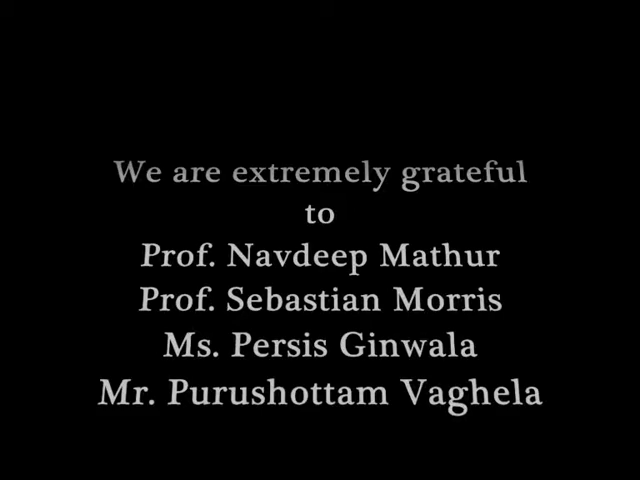 We are extremely grateful
to
Prof. Navdeep Mathur
Prof. Sebastian Morris
Ms. Persis Ginwala
Mr. Purushottam Vaghela